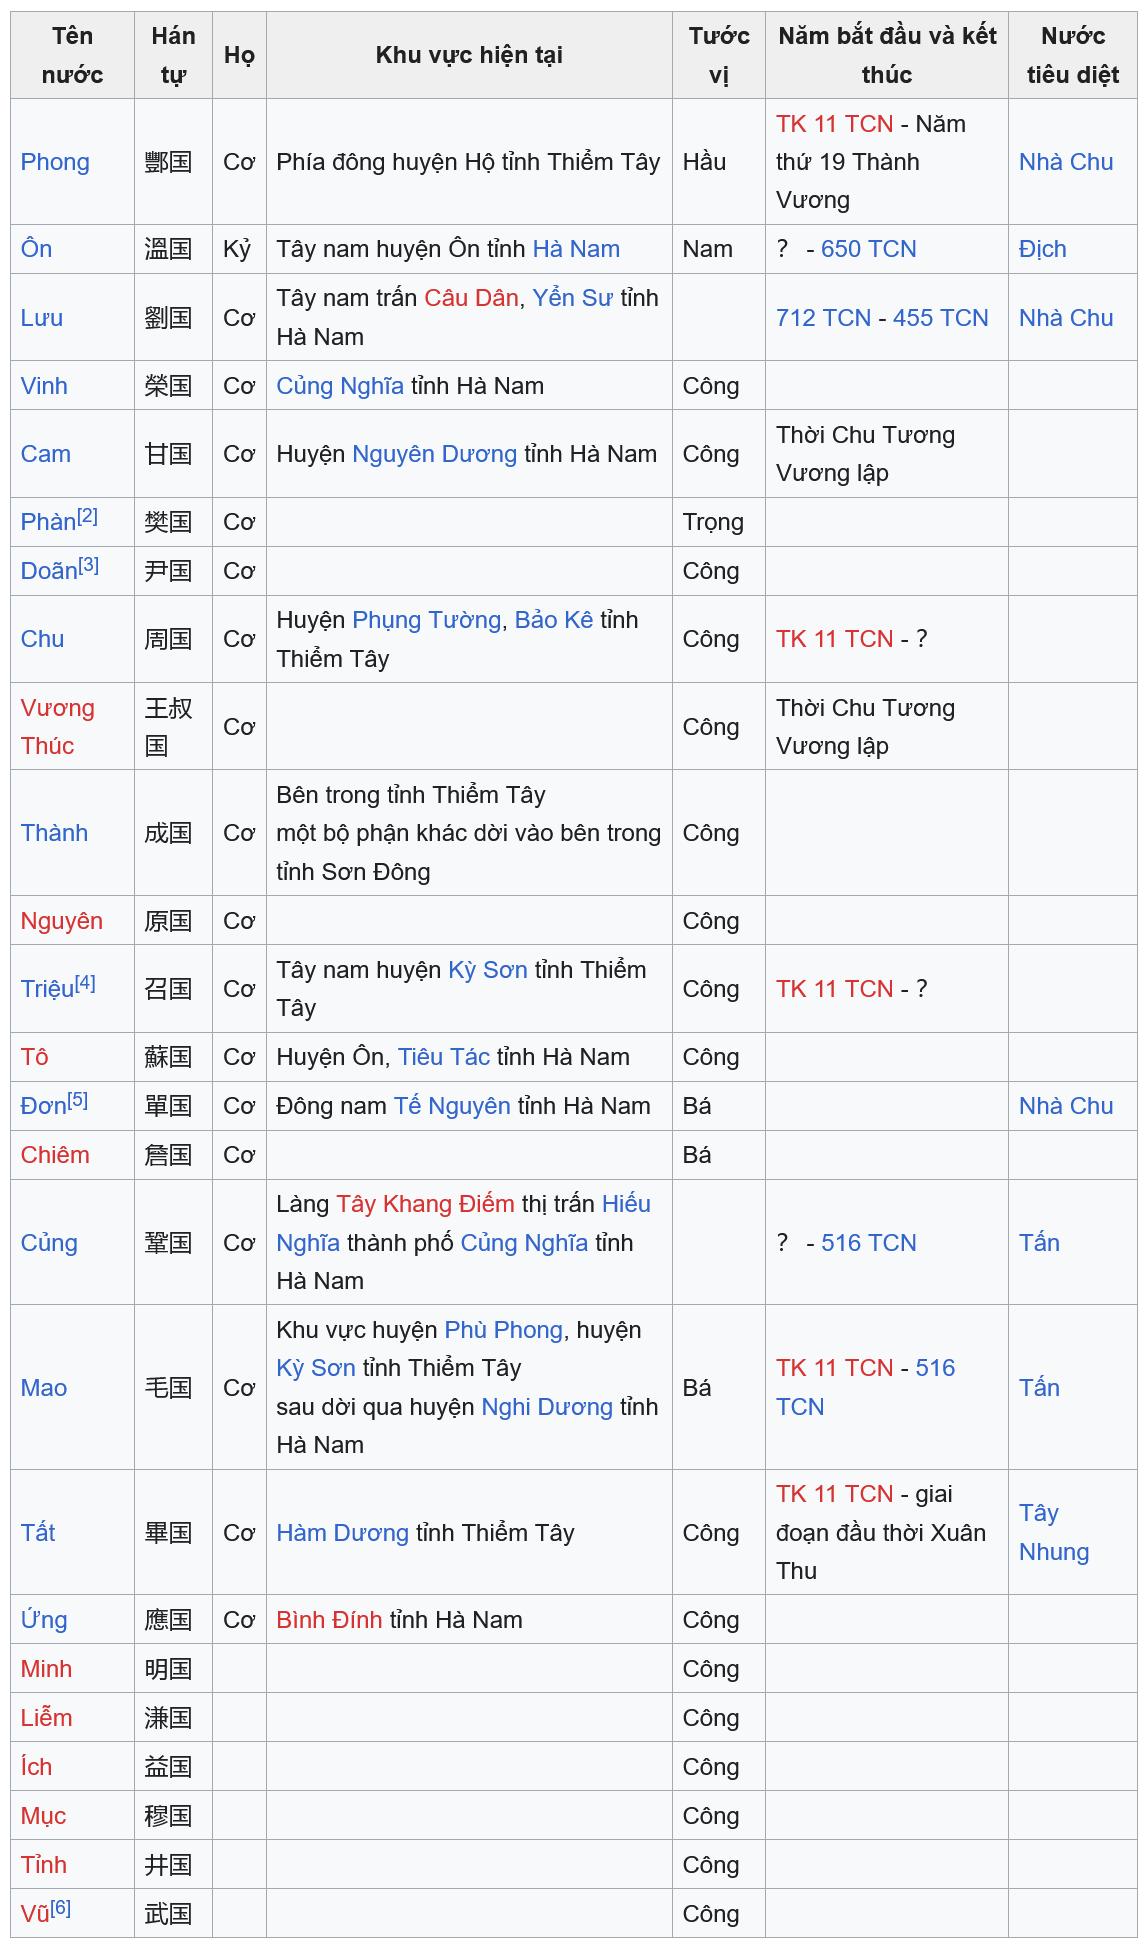 Tên nước
Hán tự
Họ
Khu vực hiện tại
Tước vị
Năm bắt đầu và kết thúc
Nước tiêu diệt
Phong
酆国
Cơ
Phía đông huyện Hộ tỉnh Thiểm Tây
Hầu
TK 11 TCN - Năm
thứ 19 Thành
Vương
Nhà Chu
Ôn
溫国
Kỷ
Tây nam huyện Ôn tỉnh Hà Nam
Nam
？ - 650 TCN
Địch
Lưu
劉国
Cơ
Tây nam trấn Câu Dân, Yển Sư tỉnh
Hà Nam
712 TCN - 455 TCN
Nhà Chu
Vinh
榮国
Cơ
Củng Nghĩa tỉnh Hà Nam
Công
Cam
甘国
Cơ
Huyện Nguyên Dương tỉnh Hà Nam
Công
Thời Chu Tương
Vương lập
Phàn[2]
樊国
Cơ
Trọng
Doãn[3]
尹国
Cơ
Công
Chu
周国
Cơ
Huyện Phụng Tường, Bảo Kê tỉnh
Thiểm Tây
Công
TK 11 TCN - ？
Vương
Thúc
王叔
国
Cơ
Công
Thời Chu Tương
Vương lập
Thành
成国
Cơ
Bên trong tỉnh Thiểm Tây
một bộ phận khác dời vào bên trong
tỉnh Sơn Đông
Công
Nguyên
原国
Cơ
Công
Triệu[4]
召国
Cơ
Tây nam huyện Kỳ Sơn tỉnh Thiểm
Tây
Công
TK 11 TCN - ？
Tô
蘇国
Cơ
Huyện Ôn, Tiêu Tác tỉnh Hà Nam
Công
Đơn[5]
單国
Cơ
Đông nam Tế Nguyên tỉnh Hà Nam
Bá
Nhà Chu
Chiêm
詹国
Cơ
Bá
Củng
鞏国
Cơ
Làng Tây Khang Điếm thị trấn Hiếu
Nghĩa thành phố Củng Nghĩa tỉnh
Hà Nam
？ - 516 TCN
Tấn
Mao
毛国
Cơ
Khu vực huyện Phù Phong, huyện
Kỳ Sơn tỉnh Thiểm Tây
sau dời qua huyện Nghi Dương tỉnh
Hà Nam
Bá
TK 11 TCN - 516
TCN
Tấn
Tất
畢国
Cơ
Hàm Dương tỉnh Thiểm Tây
Công
TK 11 TCN - giai
đoạn đầu thời Xuân
Thu
Tây
Nhung
Ứng
應国
Cơ
Bình Đính tỉnh Hà Nam
Công
Minh
明国
Công
Liễm
溓国
Công
Ích
益国
Công
Mục
穆国
Công
Tỉnh
井国
Công
Vũ[6]
武国
Công